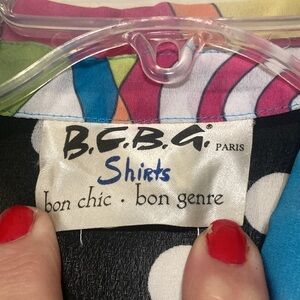 B.C.B.G. PARIS
Shirts
bon chic · bon genre